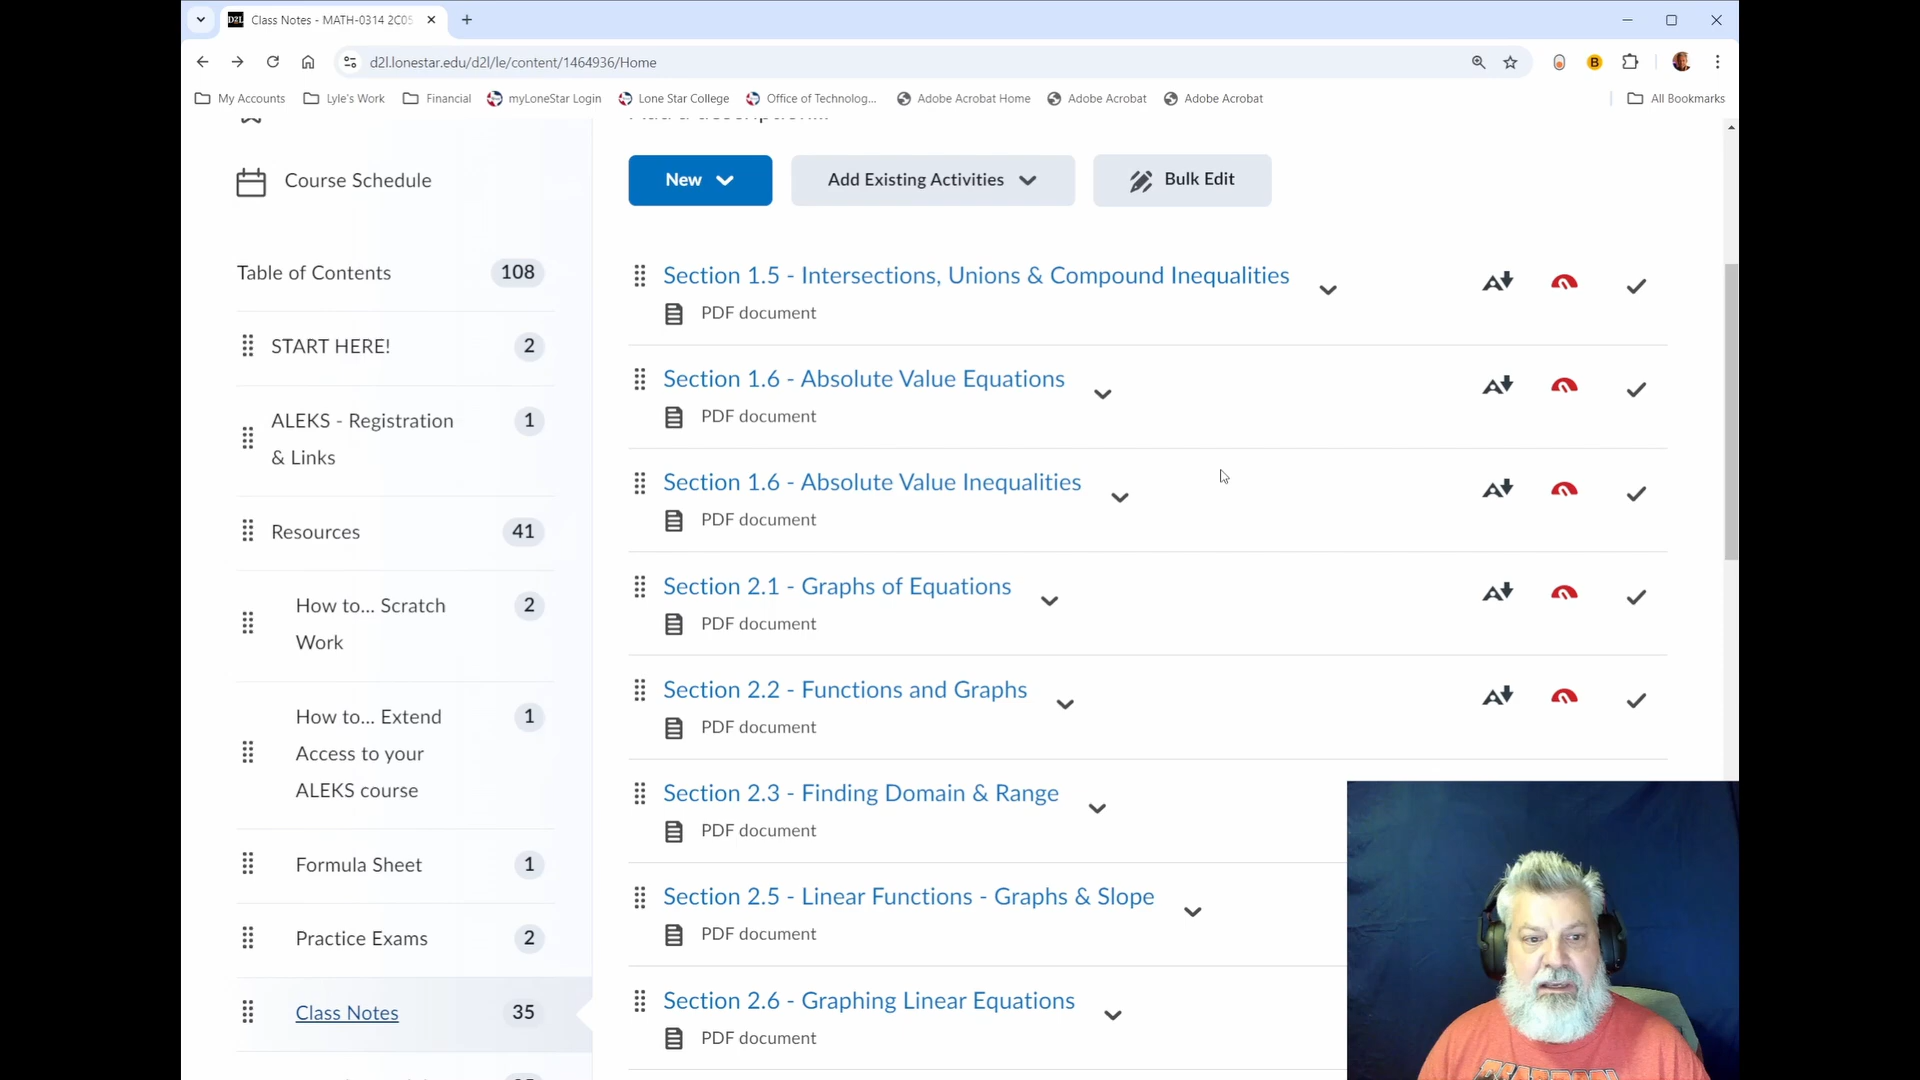 D2L Class Notes - MATH-0314 2C05
d2l.lonestar.edu/d2l/le/content/1464936/Home
B
My Accounts Lyle's Work Financial myLoneStar Login Lone Star College Office of Technolog... Adobe Acrobat Home Adobe Acrobat Adobe Acrobat All Bookmarks
Course Schedule
Table of Contents 108
START HERE! 2
ALEKS - Registration 1
& Links
Resources 41
How to... Scratch 2
Work
How to... Extend 1
Access to your
ALEKS course
Formula Sheet 1
Practice Exams 2
Class Notes 35
New Add Existing Activities Bulk Edit
Section 1.5 - Intersections, Unions & Compound Inequalities
PDF document
Section 1.6 - Absolute Value Equations
PDF document
Section 1.6 - Absolute Value Inequalities
PDF document
Section 2.1 - Graphs of Equations
PDF document
Section 2.2 - Functions and Graphs
PDF document
Section 2.3 - Finding Domain & Range
PDF document
Section 2.5 - Linear Functions - Graphs & Slope
PDF document
Section 2.6 - Graphing Linear Equations
PDF document